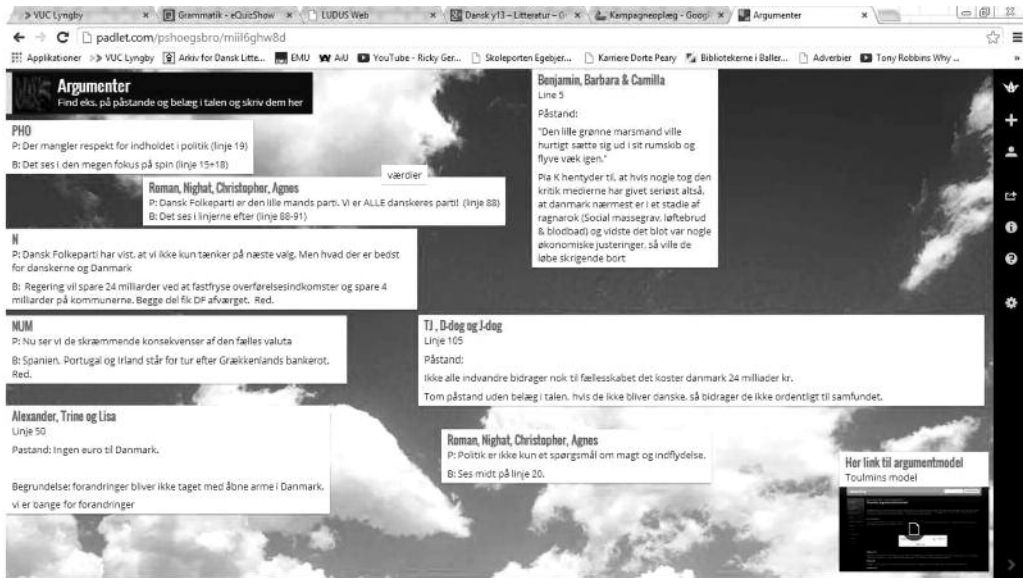 > VUC Lyngby
Grammatik - eQuizShow
LUDUS Web
Dansk y13 – Litteratur – G
Kampagneoplæg - Googl
Argumenter
padlet.com/pshoegsbro/miil6ghw8d
Applikationer
>> VUC Lyngby
Arkiv for Dansk Litte...
EMU
AiU
YouTube - Ricky Ger...
Skoleporten Egebjer...
Karriere Dorte Peary
Bibliotekerne i Baller...
Adverbier
Tony Robbins Why ...
Argumenter
Find eks. på påstande og belæg i talen og skriv dem her
PHO
P: Der mangler respekt for indholdet i politik (linje 19)
B: Det ses i den megen fokus på spin (linje 15+18)
værdier
Roman, Nighat, Christopher, Agnes
P: Dansk Folkeparti er den lille mands parti. Vi er ALLE danskeres parti! (linje 88)
B: Det ses i linjerne efter (linje 88-91)
N
P: Dansk Folkeparti har vist, at vi ikke kun tænker på næste valg. Men hvad der er bedst
for danskerne og Danmark
B: Regering vil spare 24 milliarder ved at fastfryse overførelsesindkomster og spare 4
milliarder på kommunerne. Begge del fik DF afværget. Red.
NUM
P: Nu ser vi de skræmmende konsekvenser af den fælles valuta
B: Spanien, Portugal og Irland står for tur efter Grækkenlands bankerot.
Red.
Alexander, Trine og Lisa
Linje 50
Pastand: Ingen euro til Danmark.
Begrundelse: forandringer bliver ikke taget med åbne arme i Danmark.
vi er bange for forandringer
Benjamin, Barbara & Camilla
Line 5
Påstand:
"Den lille grønne marsmand ville
hurtigt sætte sig ud i sit rumskib og
flyve væk igen."
Pia K hentyder til, at hvis nogle tog den
kritik medierne har givet seriøst altså,
at danmark nærmest er i et stadie af
ragnarok (Social massegrav, løftebrud
& blodbad) og vidste det blot var nogle
økonomiske justeringer, så ville de
løbe skrigende bort
TJ , D-dog og J-dog
Linje 105
Påstand:
Ikke alle indvandre bidrager nok til fællesskabet det koster danmark 24 milliader kr.
Tom påstand uden belæg i talen. hvis de ikke bliver danske, så bidrager de ikke ordentligt til samfundet.
Roman, Nighat, Christopher, Agnes
P: Politik er ikke kun et spørgsmål om magt og indflydelse.
B: Ses midt på linje 20.
Her link til argumentmodel
Toulmins model